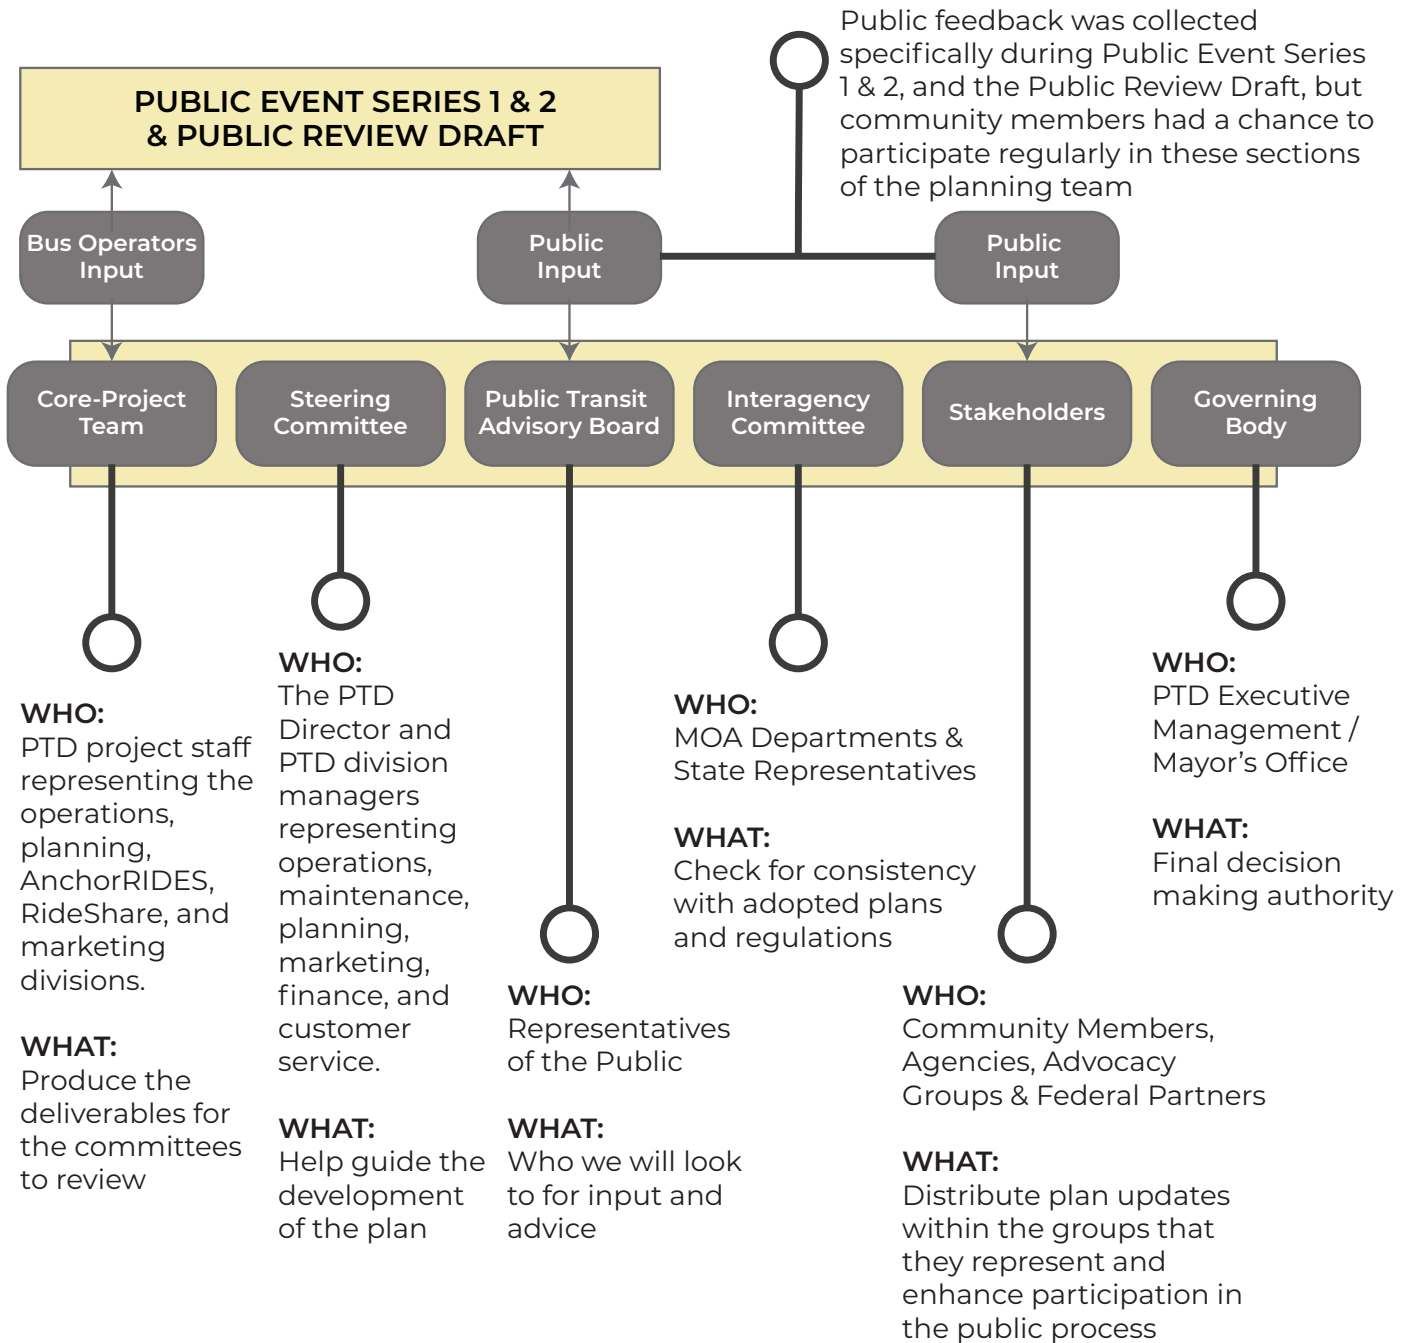 Public feedback was collected
specifically during Public Event Series
1 & 2, and the Public Review Draft, but
community members had a chance to
participate regularly in these sections
of the planning team
PUBLIC EVENT SERIES 1 & 2
& PUBLIC REVIEW DRAFT
Bus Operators
Input
Public
Input
Public
Input
Core-Project
Team
Steering
Committee
Public Transit
Advisory Board
Interagency
Committee
Stakeholders
Governing
Body
WHO:
PTD project staff
representing the
operations,
planning,
AnchorRIDES,
RideShare, and
marketing
divisions.
WHAT:
Produce the
deliverables for
the committees
to review
WHO:
The PTD
Director and
PTD division
managers
representing
operations,
maintenance,
planning,
marketing,
finance, and
customer
service.
WHAT:
Help guide the
development
of the plan
WHO:
Representatives
of the Public
WHAT:
Who we will look
to for input and
advice
WHO:
MOA Departments &
State Representatives
WHAT:
Check for consistency
with adopted plans
and regulations
WHO:
Community Members,
Agencies, Advocacy
Groups & Federal Partners
WHAT:
Distribute plan updates
within the groups that
they represent and
enhance participation in
the public process
WHO:
PTD Executive
Management /
Mayor's Office
WHAT:
Final decision
making authority